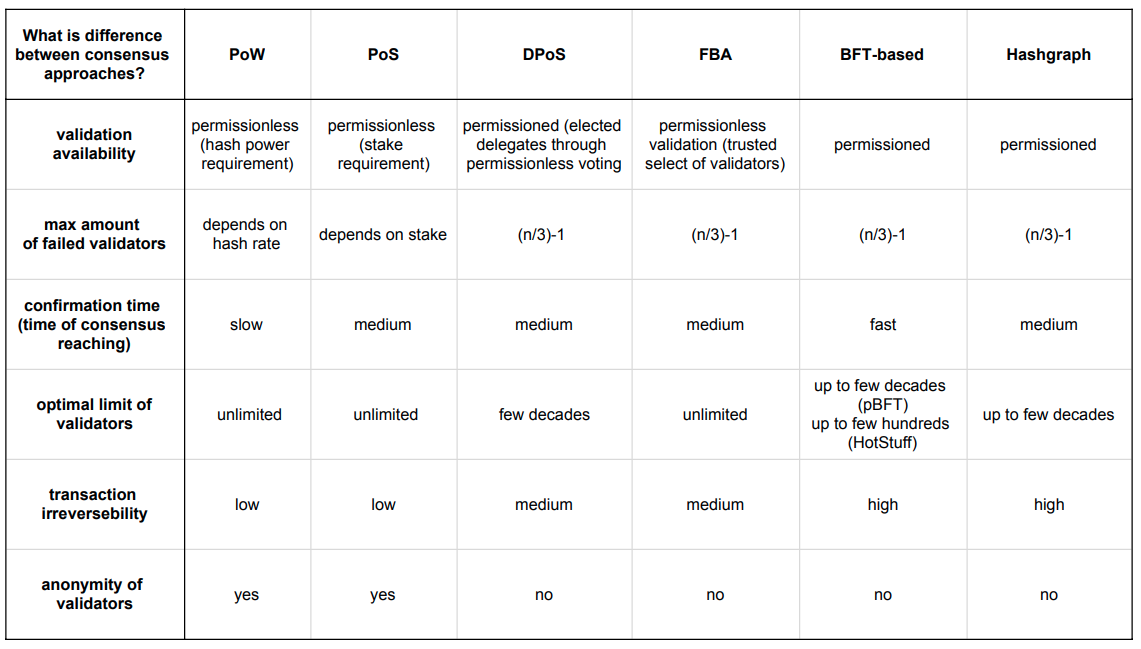 What is difference
between consensus
approaches?
PoW
PoS
DPoS
FBA
BFT-based
Hashgraph
validation
availability
permissionless
(hash power
requirement)
permissionless
(stake
requirement)
permissioned (elected
delegates through
permissionless voting
permissionless
validation (trusted
select of validators)
permissioned
permissioned
max amount
of failed validators
depends on
hash rate
depends on stake
(n/3)-1
(n/3)-1
(n/3)-1
(n/3)-1
confirmation time
(time of consensus
reaching)
slow
medium
medium
medium
fast
medium
optimal limit of
validators
unlimited
unlimited
few decades
unlimited
up to few decades
(pBFT)
up to few hundreds
(HotStuff)
up to few decades
transaction
irreversebility
low
low
medium
medium
high
high
anonymity of
validators
yes
yes
no
no
no
no